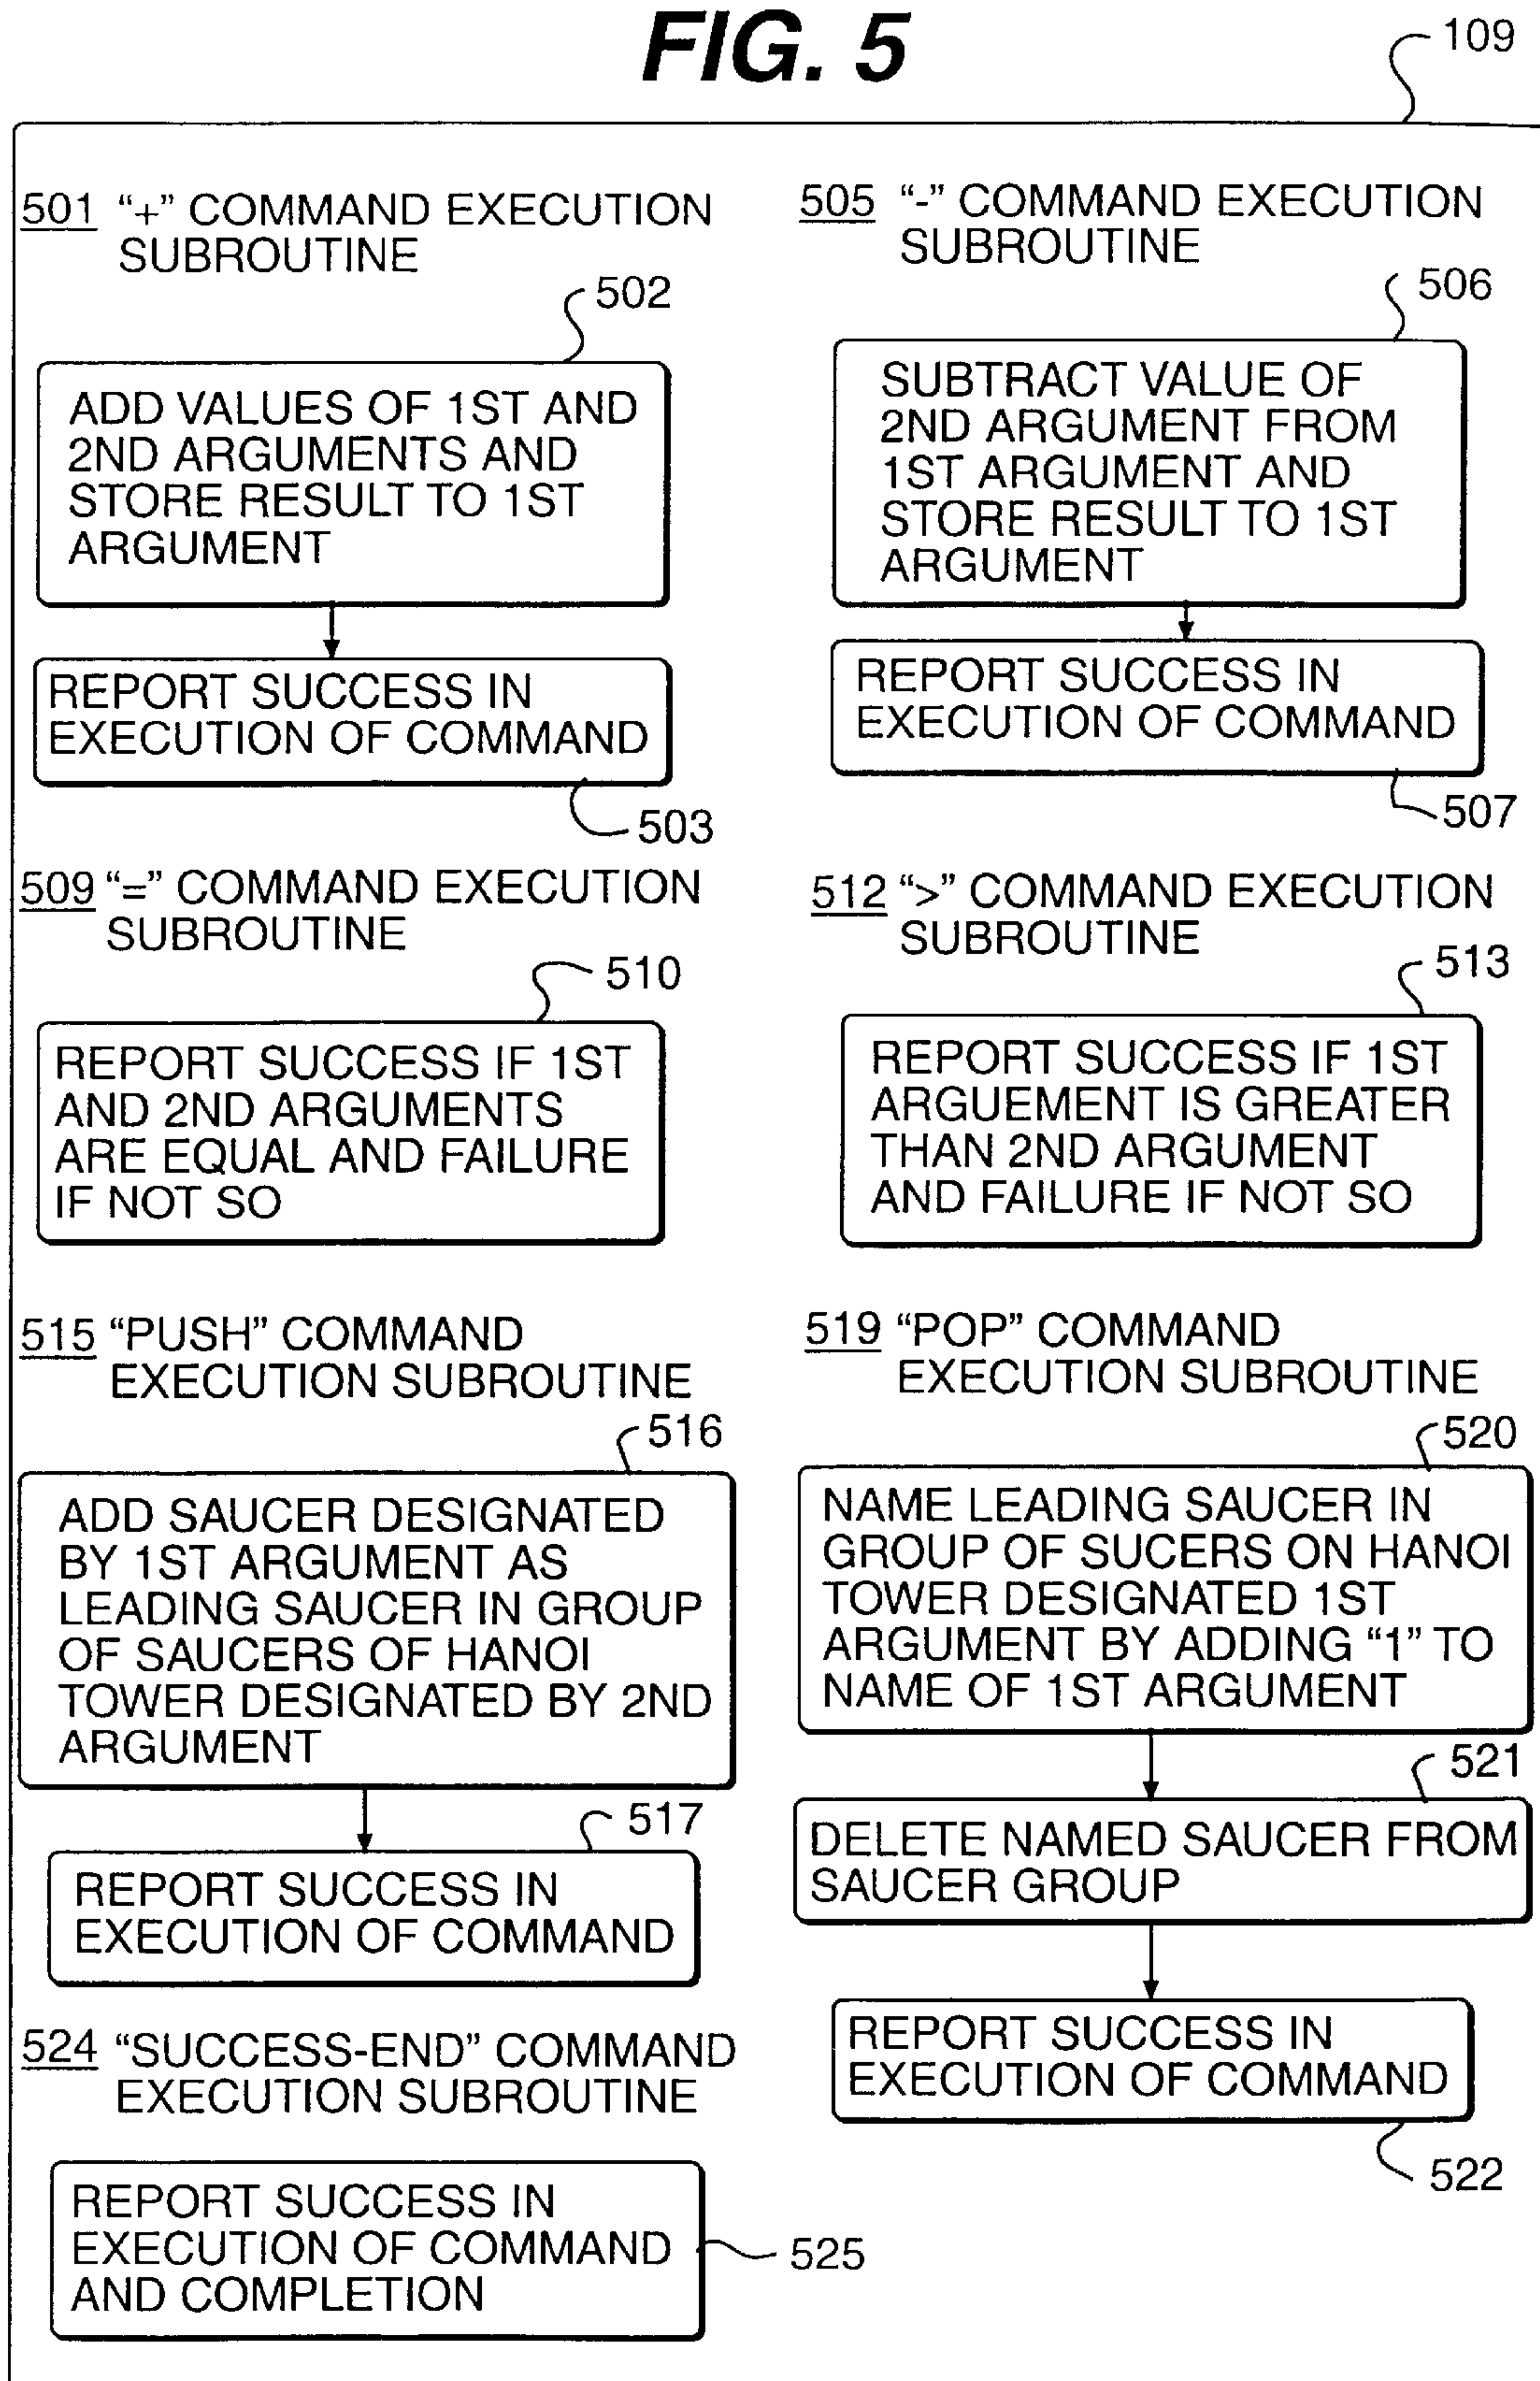 FIG. 5
109
501 “+” COMMAND EXECUTION
SUBROUTINE
502
ADD VALUES OF 1ST AND
2ND ARGUMENTS AND
STORE RESULT TO 1ST
ARGUMENT
REPORT SUCCESS IN
EXECUTION OF COMMAND
503
505 “-” COMMAND EXECUTION
SUBROUTINE
506
SUBTRACT VALUE OF
2ND ARGUMENT FROM
1ST ARGUMENT AND
STORE RESULT TO 1ST
ARGUMENT
REPORT SUCCESS IN
EXECUTION OF COMMAND
507
509 “=” COMMAND EXECUTION
SUBROUTINE
510
REPORT SUCCESS IF 1ST
AND 2ND ARGUMENTS
ARE EQUAL AND FAILURE
IF NOT SO
512 “>” COMMAND EXECUTION
SUBROUTINE
513
REPORT SUCCESS IF 1ST
ARGUEMENT IS GREATER
THAN 2ND ARGUMENT
AND FAILURE IF NOT SO
515 “PUSH” COMMAND
EXECUTION SUBROUTINE
516
ADD SAUCER DESIGNATED
BY 1ST ARGUMENT AS
LEADING SAUCER IN GROUP
OF SAUCERS OF HANOI
TOWER DESIGNATED BY 2ND
ARGUMENT
517
REPORT SUCCESS IN
EXECUTION OF COMMAND
519 “POP” COMMAND
EXECUTION SUBROUTINE
520
NAME LEADING SAUCER IN
GROUP OF SUCERS ON HANOI
TOWER DESIGNATED 1ST
ARGUMENT BY ADDING “1” TO
NAME OF 1ST ARGUMENT
521
DELETE NAMED SAUCER FROM
SAUCER GROUP
REPORT SUCCESS IN
EXECUTION OF COMMAND
522
524 “SUCCESS-END” COMMAND
EXECUTION SUBROUTINE
REPORT SUCCESS IN
EXECUTION OF COMMAND
AND COMPLETION
525